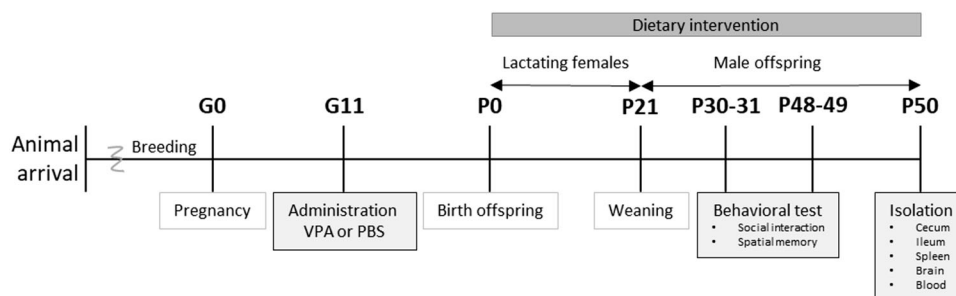 Dietary intervention
Lactating females
Male offspring
G0
G11
P0
P21
P30-31
P48-49
P50
Animal
arrival
Breeding
Pregnancy
Administration
VPA or PBS
Birth offspring
Weaning
Behavioral test
• Social interaction
• Spatial memory
Isolation
• Cecum
• Ileum
• Spleen
• Brain
• Blood